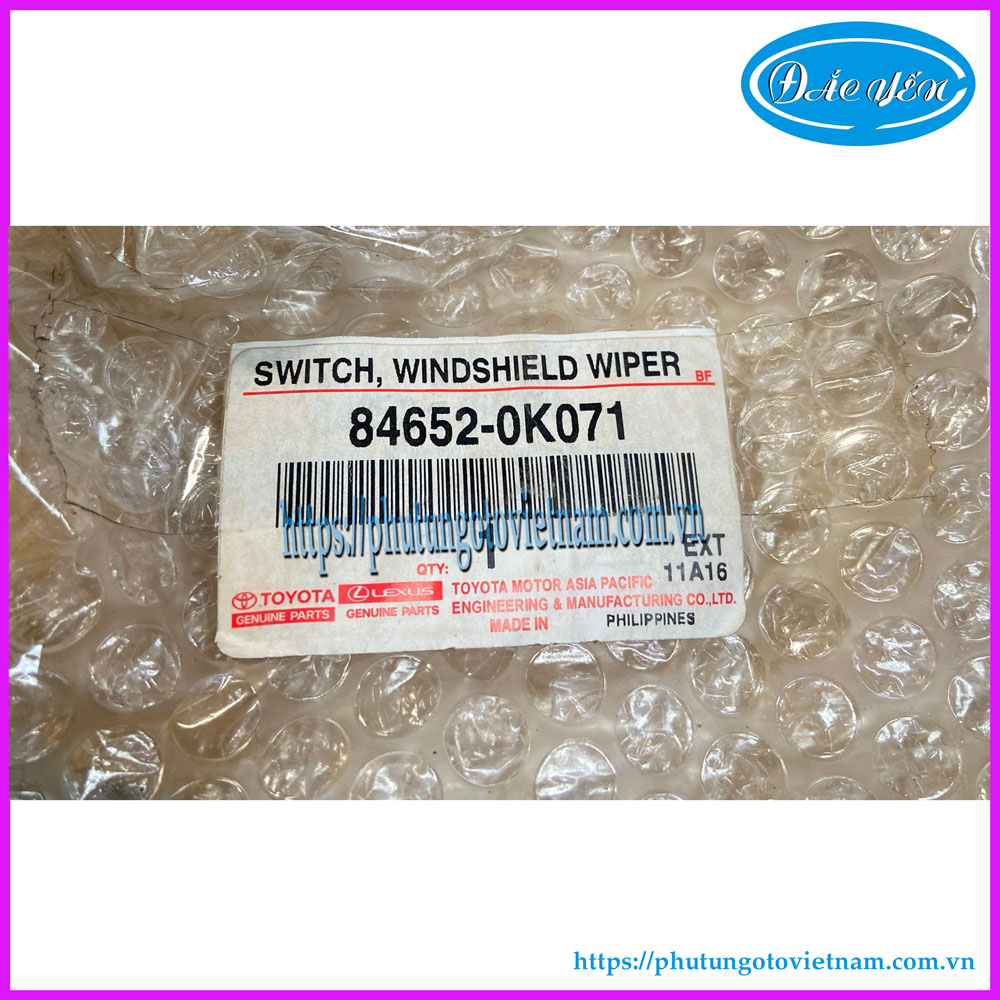 ĐẮC YẾN
SWITCH, WINDSHIELD WIPER BF
84652-0K071
https://phutungotovietnam.com.vn
QTY: 1 EXT
11A16
TOYOTA
GENUINE PARTS
LEXUS
GENUINE PARTS
TOYOTA MOTOR ASIA PACIFIC
ENGINEERING & MANUFACTURING CO.,LTD.
MADE IN PHILIPPINES
https://phutungotovietnam.com.vn